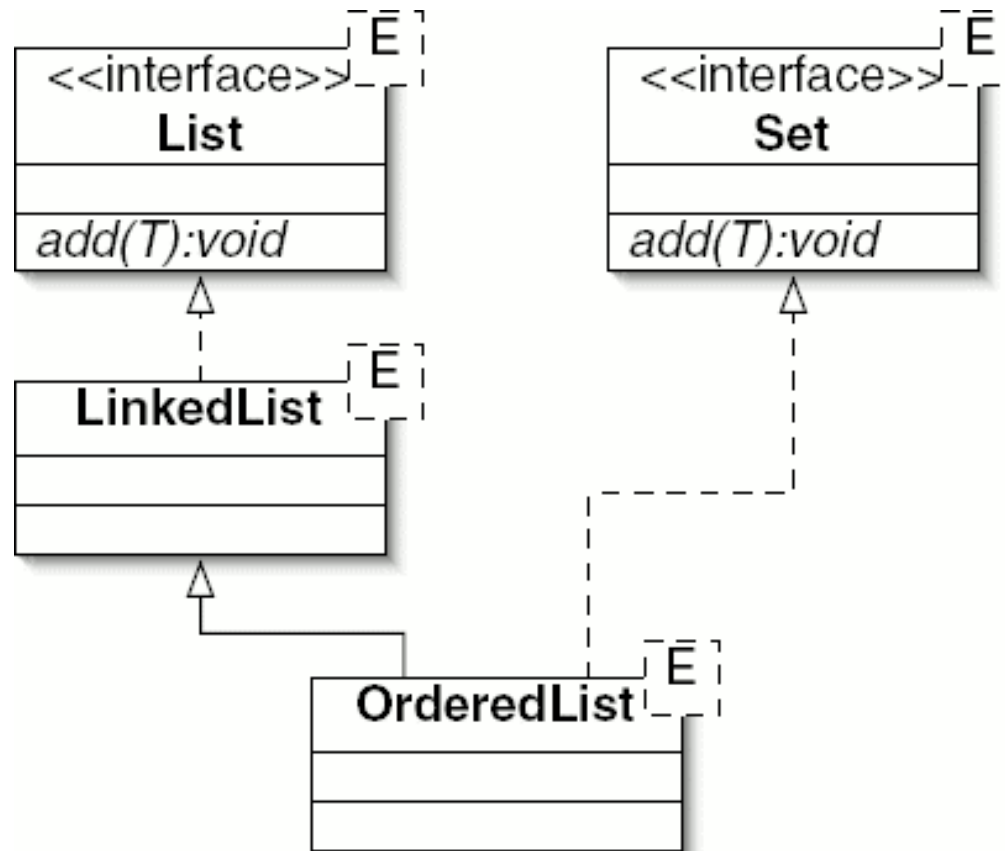 E
<<interface>>
List
add(T):void
E
<<interface>>
Set
add(T):void
E
LinkedList
E
OrderedList